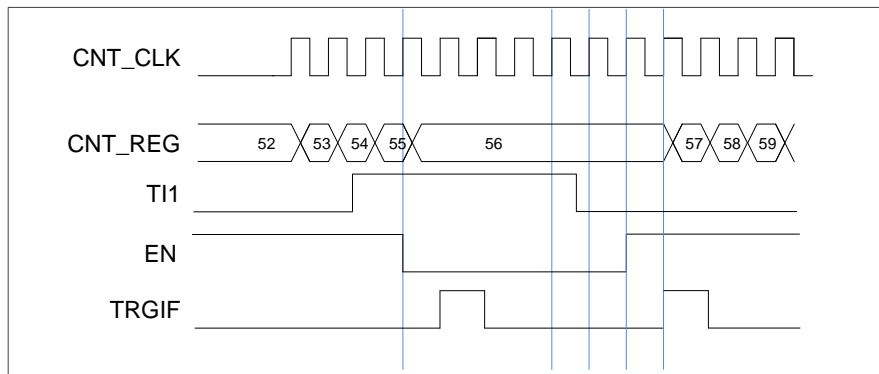 CNT_CLK
CNT_REG 52 53 54 55 56 57 58 59
TI1
EN
TRGIF